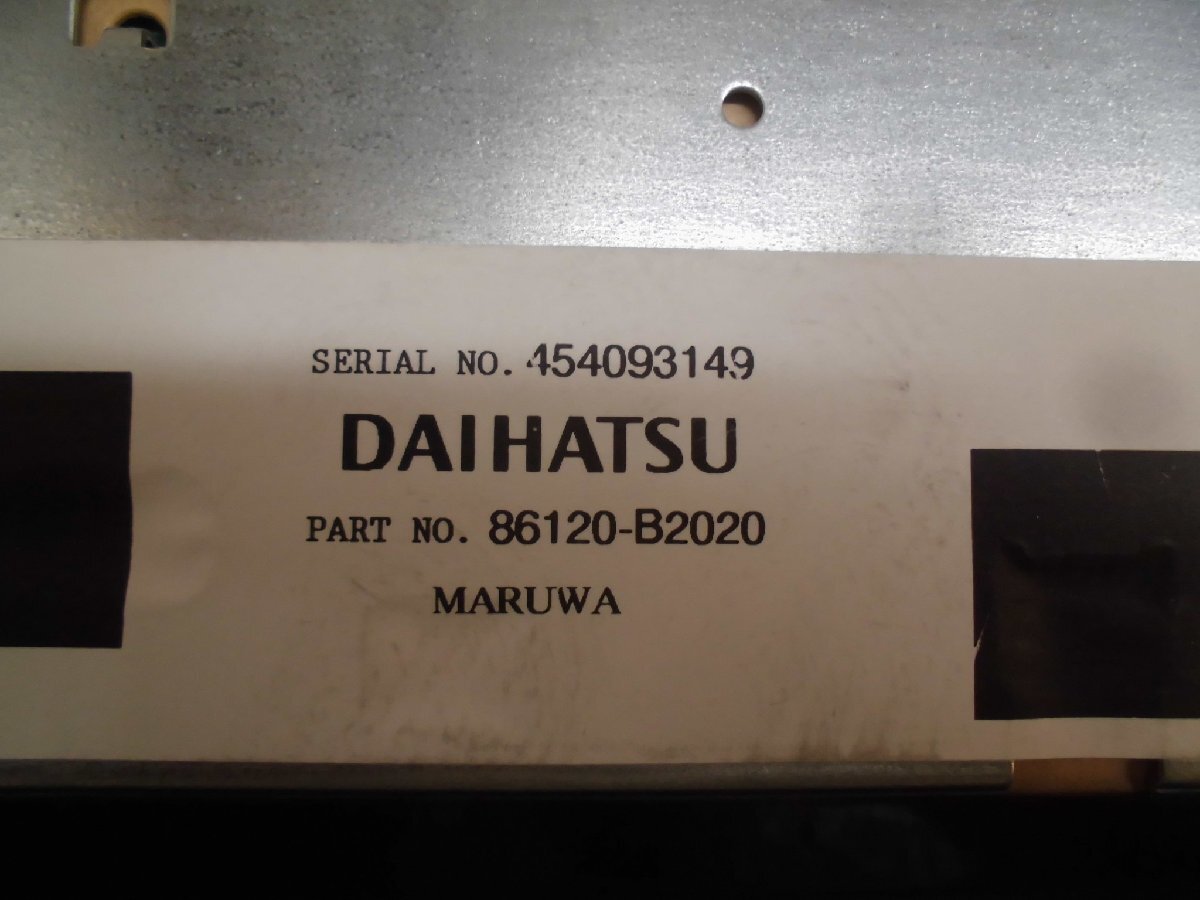 SERIAL NO. 454093149
DAIHATSU
PART NO. 86120-B2020
MARUWA